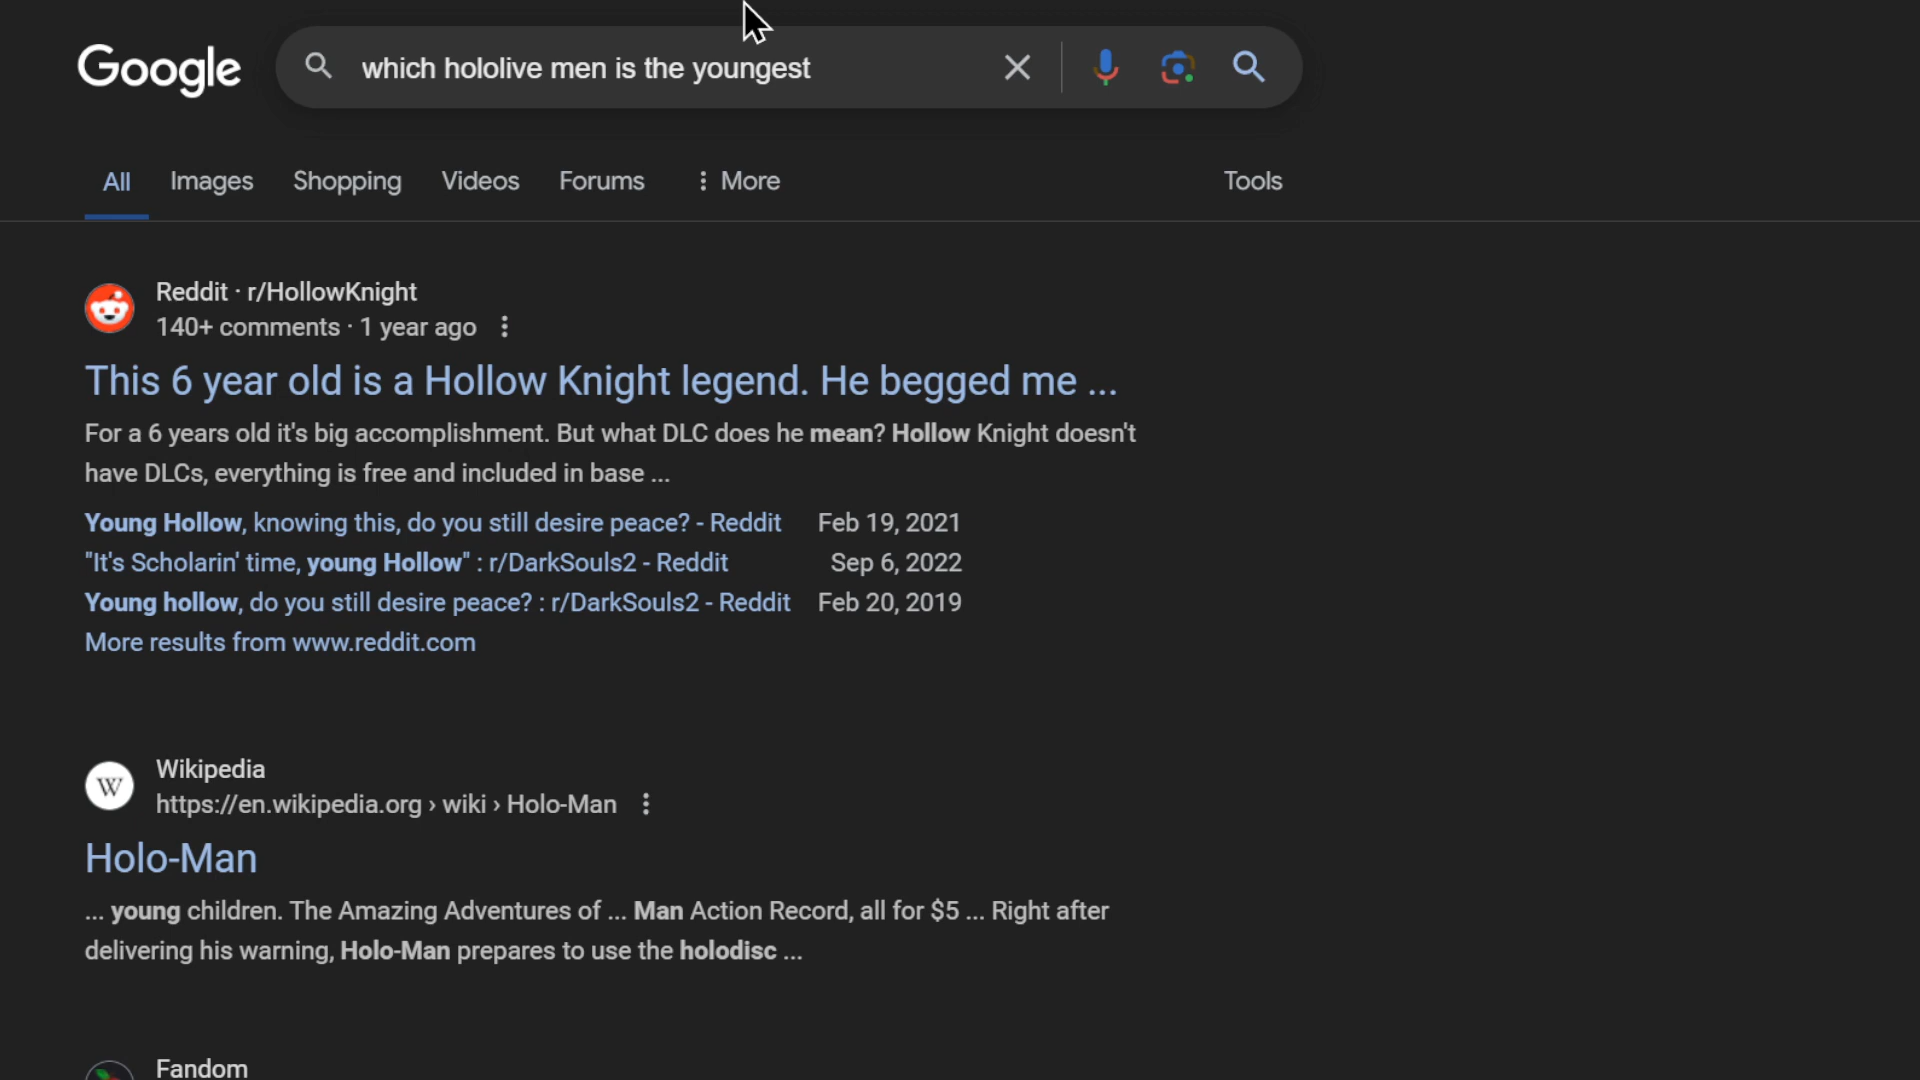 Google
which hololive men is the youngest
All
Images
Shopping
Videos
Forums
More
Tools
Reddit · r/HollowKnight
140+ comments · 1 year ago
This 6 year old is a Hollow Knight legend. He begged me ...
For a 6 years old it's big accomplishment. But what DLC does he mean? Hollow Knight doesn't
have DLCs, everything is free and included in base ...
Young Hollow, knowing this, do you still desire peace? - Reddit Feb 19, 2021
"It's Scholarin' time, young Hollow" : r/DarkSouls2 - Reddit Sep 6, 2022
Young hollow, do you still desire peace? : r/DarkSouls2 - Reddit Feb 20, 2019
More results from www.reddit.com
W
Wikipedia
https://en.wikipedia.org › wiki › Holo-Man
Holo-Man
... young children. The Amazing Adventures of ... Man Action Record, all for $5 ... Right after
delivering his warning, Holo-Man prepares to use the holodisc ...
Fandom